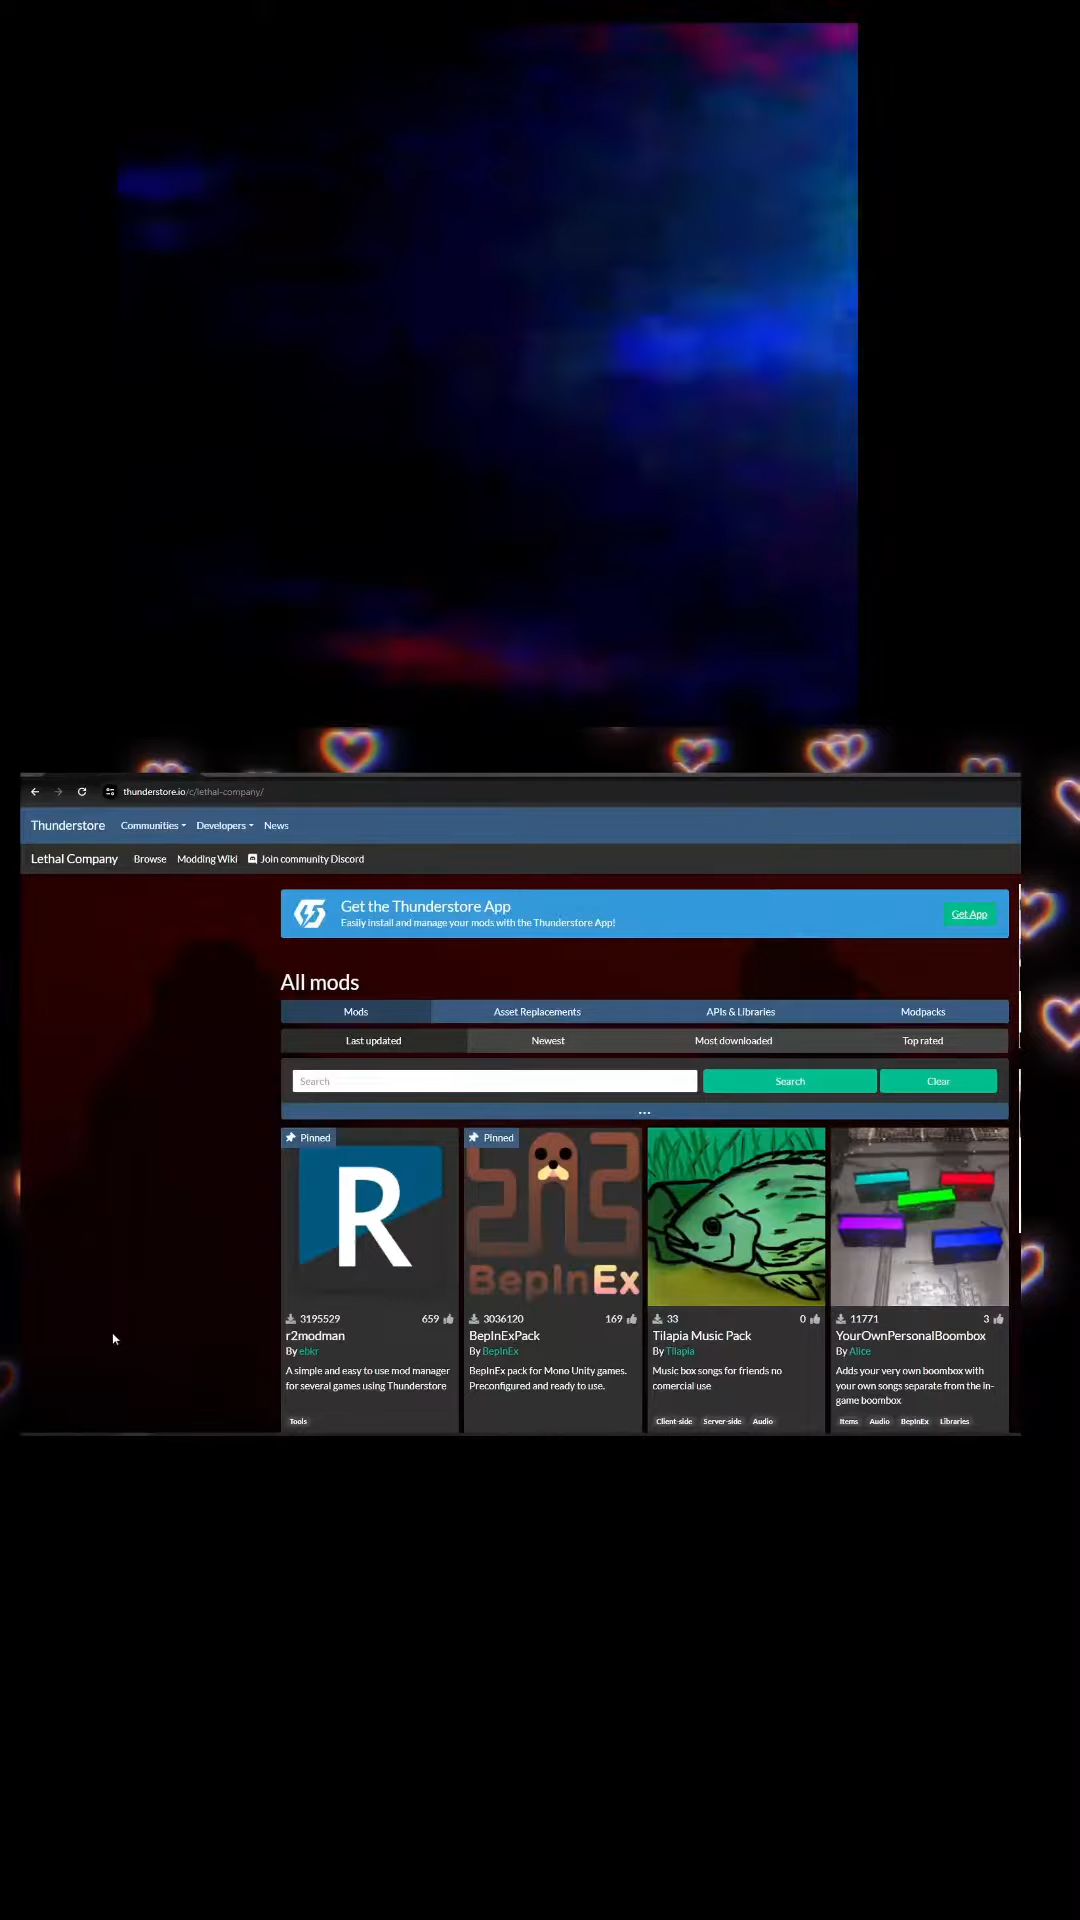 thunderstore.io/c/lethal-company/
Thunderstore Communities Developers News
Lethal Company Browse Modding Wiki Join community Discord
Get the Thunderstore App
Easily install and manage your mods with the Thunderstore App!
Get App
All mods
Mods Asset Replacements APIs & Libraries Modpacks
Last updated Newest Most downloaded Top rated
Search Search Clear
...
Pinned
R
3195529 659
r2modman
By ebkr
A simple and easy to use mod manager
for several games using Thunderstore
Tools
Pinned
BepInEx
3036120 169
BepInExPack
By BepInEx
BepInEx pack for Mono Unity games.
Preconfigured and ready to use.
33 0
Tilapia Music Pack
By Tilapia
Music box songs for friends no
comercial use
Client-side Server-side Audio
11771 3
YourOwnPersonalBoombox
By Alice
Adds your very own boombox with
your own songs separate from the in-
game boombox
Items Audio BepInEx Libraries